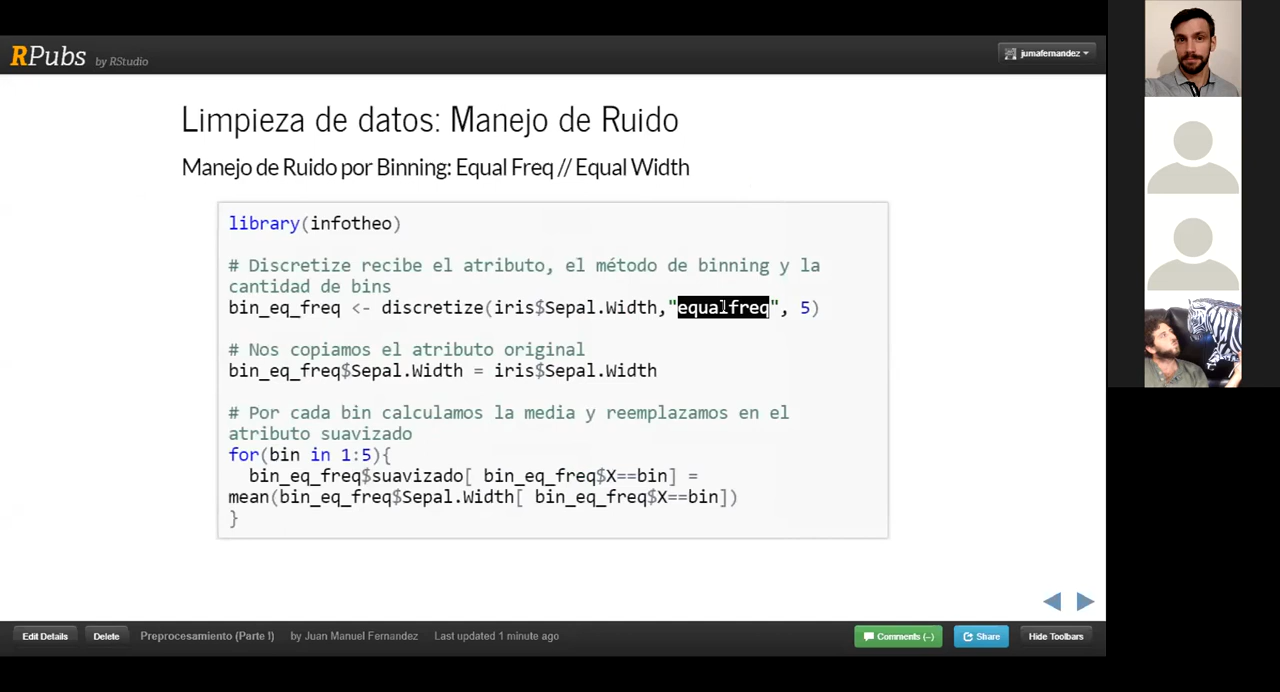 RPubs by RStudio
jumafernandez
Limpieza de datos: Manejo de Ruido
Manejo de Ruido por Binning: Equal Freq // Equal Width
library(infotheo)
# Discretize recibe el atributo, el método de binning y la
cantidad de bins
bin_eq_freq <- discretize(iris$Sepal.Width,"equalfreq", 5)
# Nos copiamos el atributo original
bin_eq_freq$Sepal.Width = iris$Sepal.Width
# Por cada bin calculamos la media y reemplazamos en el
atributo suavizado
for(bin in 1:5){
bin_eq_freq$suavizado[ bin_eq_freq$X==bin] =
mean(bin_eq_freq$Sepal.Width[ bin_eq_freq$X==bin])
}
Edit Details Delete Preprocesamiento (Parte I) by Juan Manuel Fernandez Last updated 1 minute ago Comments (–) Share Hide Toolbars